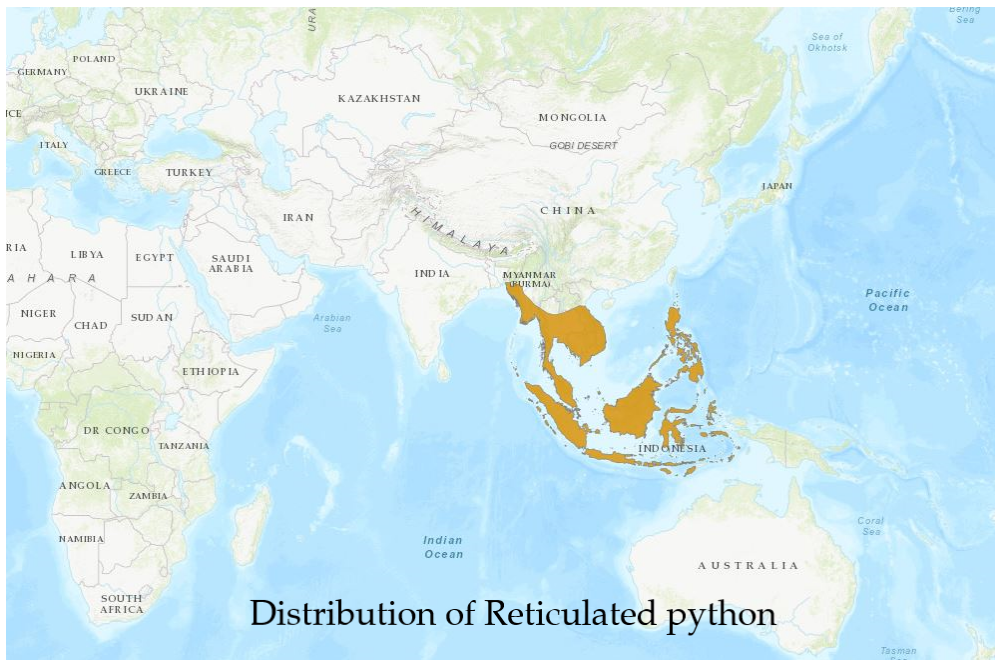 Bering
Sea
URA
Sea of
Okhotsk
POLAND
GERMANY
UKRAINE
KAZAKHSTAN
NCE
MONGOLIA
ITALY
GOBI DESERT
GREECE
TURKEY
JAPAN
IRAN
CHINA
HIMALAYA
RIA
LIBYA
EGYPT
SAUDI
ARABIA
INDIA
MYANMAR
(BURMA)
AHARA
Pacific
Ocean
NIGER
CHAD
SUDAN
Arabian
Sea
NIGERIA
ETHIOPIA
DR CONGO
TANZANIA
INDONESIA
ANGOLA
ZAMBIA
NAMIBIA
Indian
Ocean
Coral
Sea
AUSTRALIA
SOUTH
AFRICA
Distribution of Reticulated python
Tasman